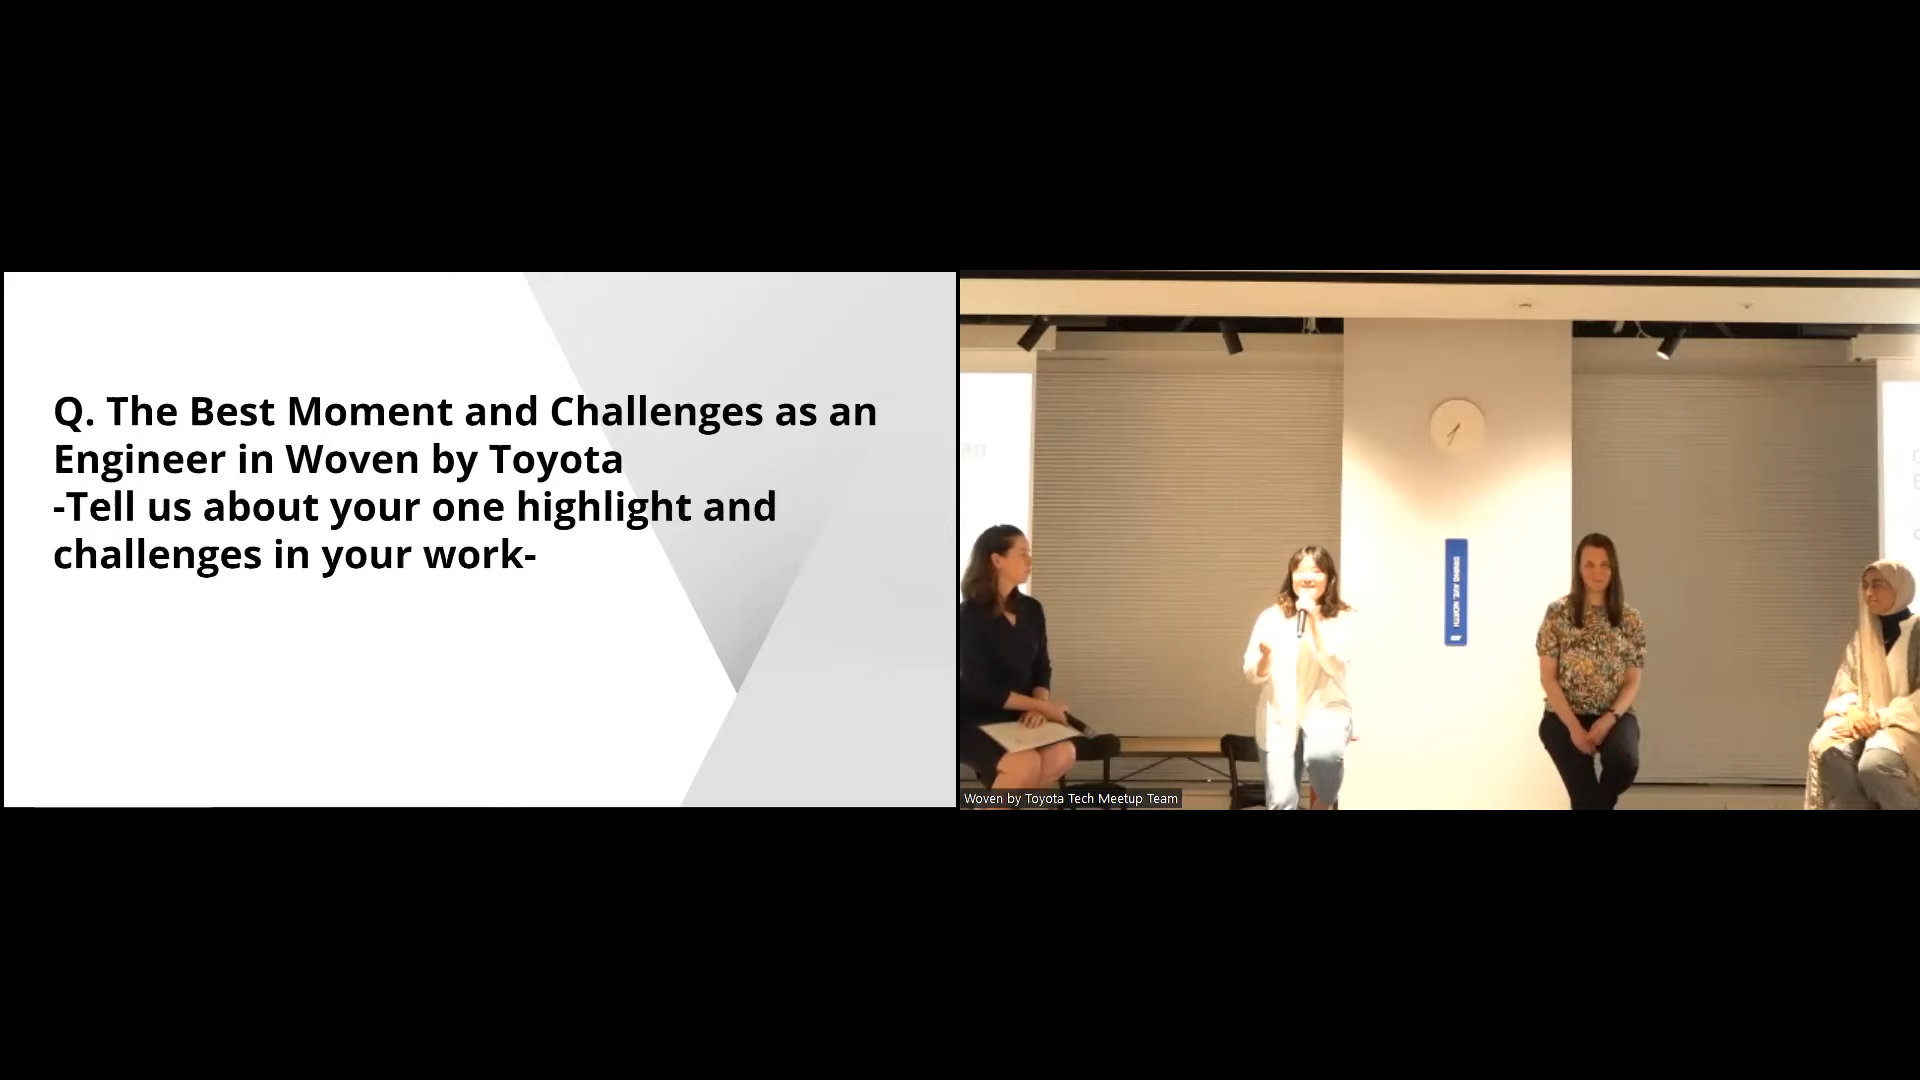 Q. The Best Moment and Challenges as an
Engineer in Woven by Toyota
-Tell us about your one highlight and
challenges in your work-
Woven by Toyota Tech Meetup Team